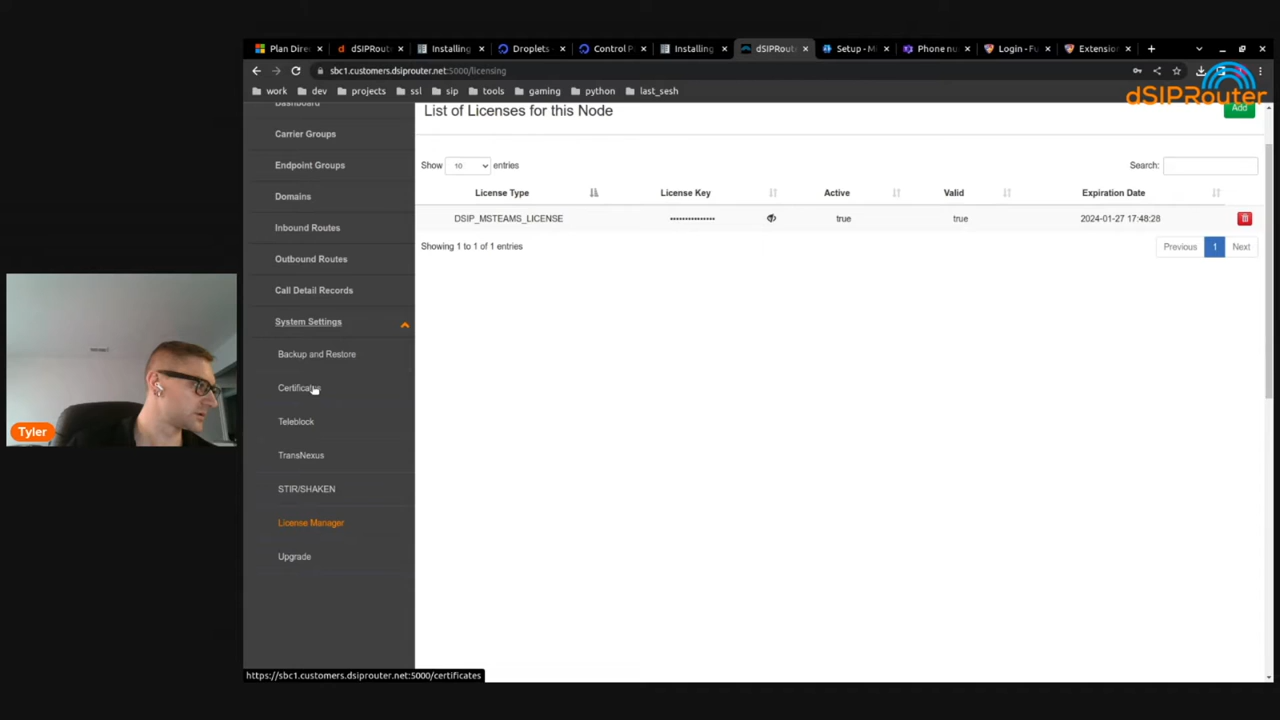 Plan Dire
dSIPRout
Installing
Droplets -
Control P
Installing
dSIPRout
Setup - M
Phone nu
Login - Fu
Extension
sbc1.customers.dsiprouter.net:5000/licensing
work
dev
projects
ssl
sip
tools
gaming
python
last_sesh
dSIPRouter
Dashboard
Carrier Groups
Endpoint Groups
Domains
Inbound Routes
Outbound Routes
Call Detail Records
System Settings
Backup and Restore
Certificates
Teleblock
TransNexus
STIR/SHAKEN
License Manager
Upgrade
List of Licenses for this Node
Add
Show 10 entries
Search:
License Type License Key Active Valid Expiration Date
DSIP_MSTEAMS_LICENSE •••••••••••••••• true true 2024-01-27 17:48:28
Showing 1 to 1 of 1 entries
Previous 1 Next
Tyler
https://sbc1.customers.dsiprouter.net:5000/certificates